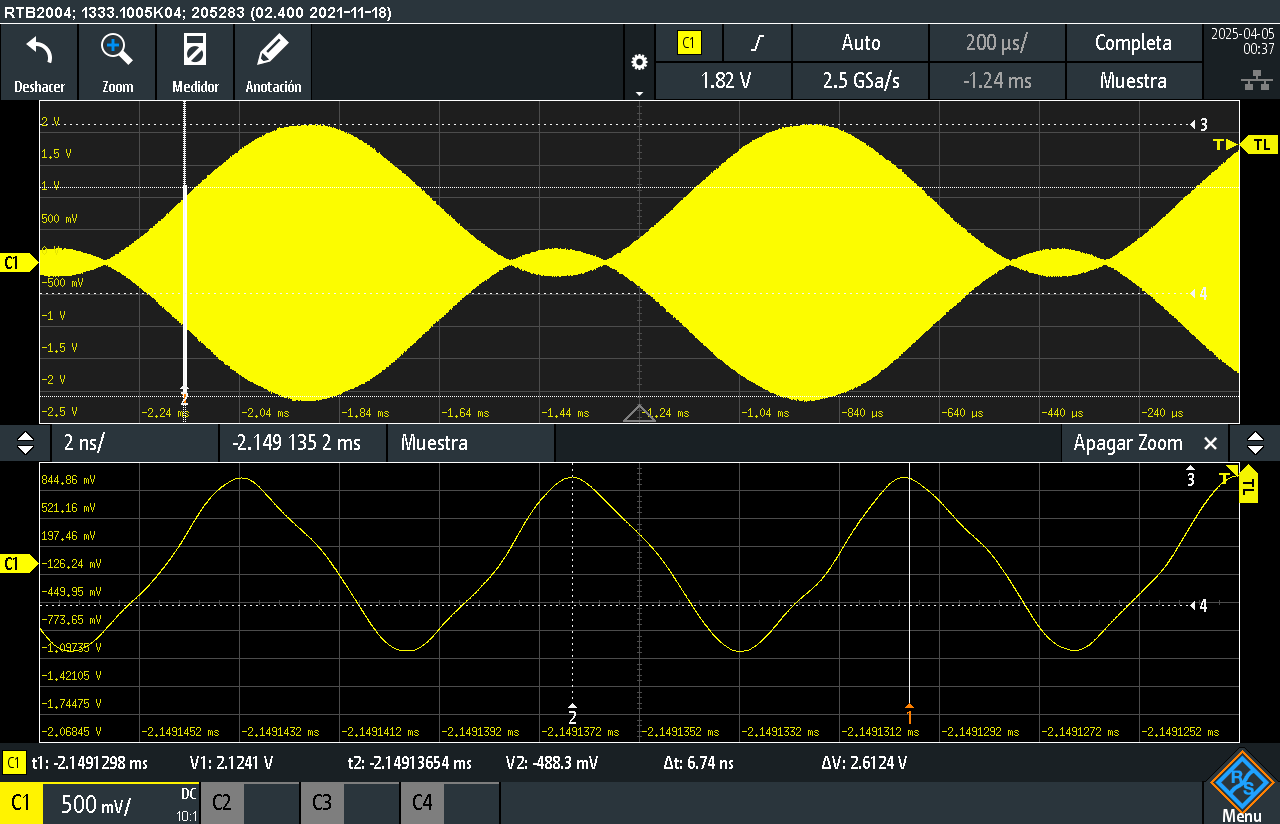 RTB2004; 1333.1005K04; 205283 (02.400 2021-11-18)
Deshacer Zoom Medidor Anotación
C1 Auto 200 µs/ Completa
1.82 V 2.5 GSa/s -1.24 ms Muestra
2025-04-05
00:37
2 V
3
T TL
1.5 V
1 V
500 mV
C1
-500 mV
4
-1 V
-1.5 V
-2 V
2
-2.5 V
-2.24 ms -2.04 ms -1.84 ms -1.64 ms -1.44 ms -1.24 ms -1.04 ms -840 µs -640 µs -440 µs -240 µs
2 ns/ -2.149 135 2 ms Muestra Apagar Zoom
844.86 mV
3 T TL
521.16 mV
197.46 mV
C1 -126.24 mV
-449.95 mV
4
-773.65 mV
-1.09735 V
-1.42105 V
-1.74475 V
2 1
-2.06845 V
-2.1491452 ms -2.1491432 ms -2.1491412 ms -2.1491392 ms -2.1491372 ms -2.1491352 ms -2.1491332 ms -2.1491312 ms -2.1491292 ms -2.1491272 ms -2.1491252 ms
C1 t1: -2.1491298 ms V1: 2.1241 V t2: -2.14913654 ms V2: -488.3 mV Δt: 6.74 ns ΔV: 2.6124 V
C1 500 mV/ DC 10:1 C2 C3 C4
R&S
Menu